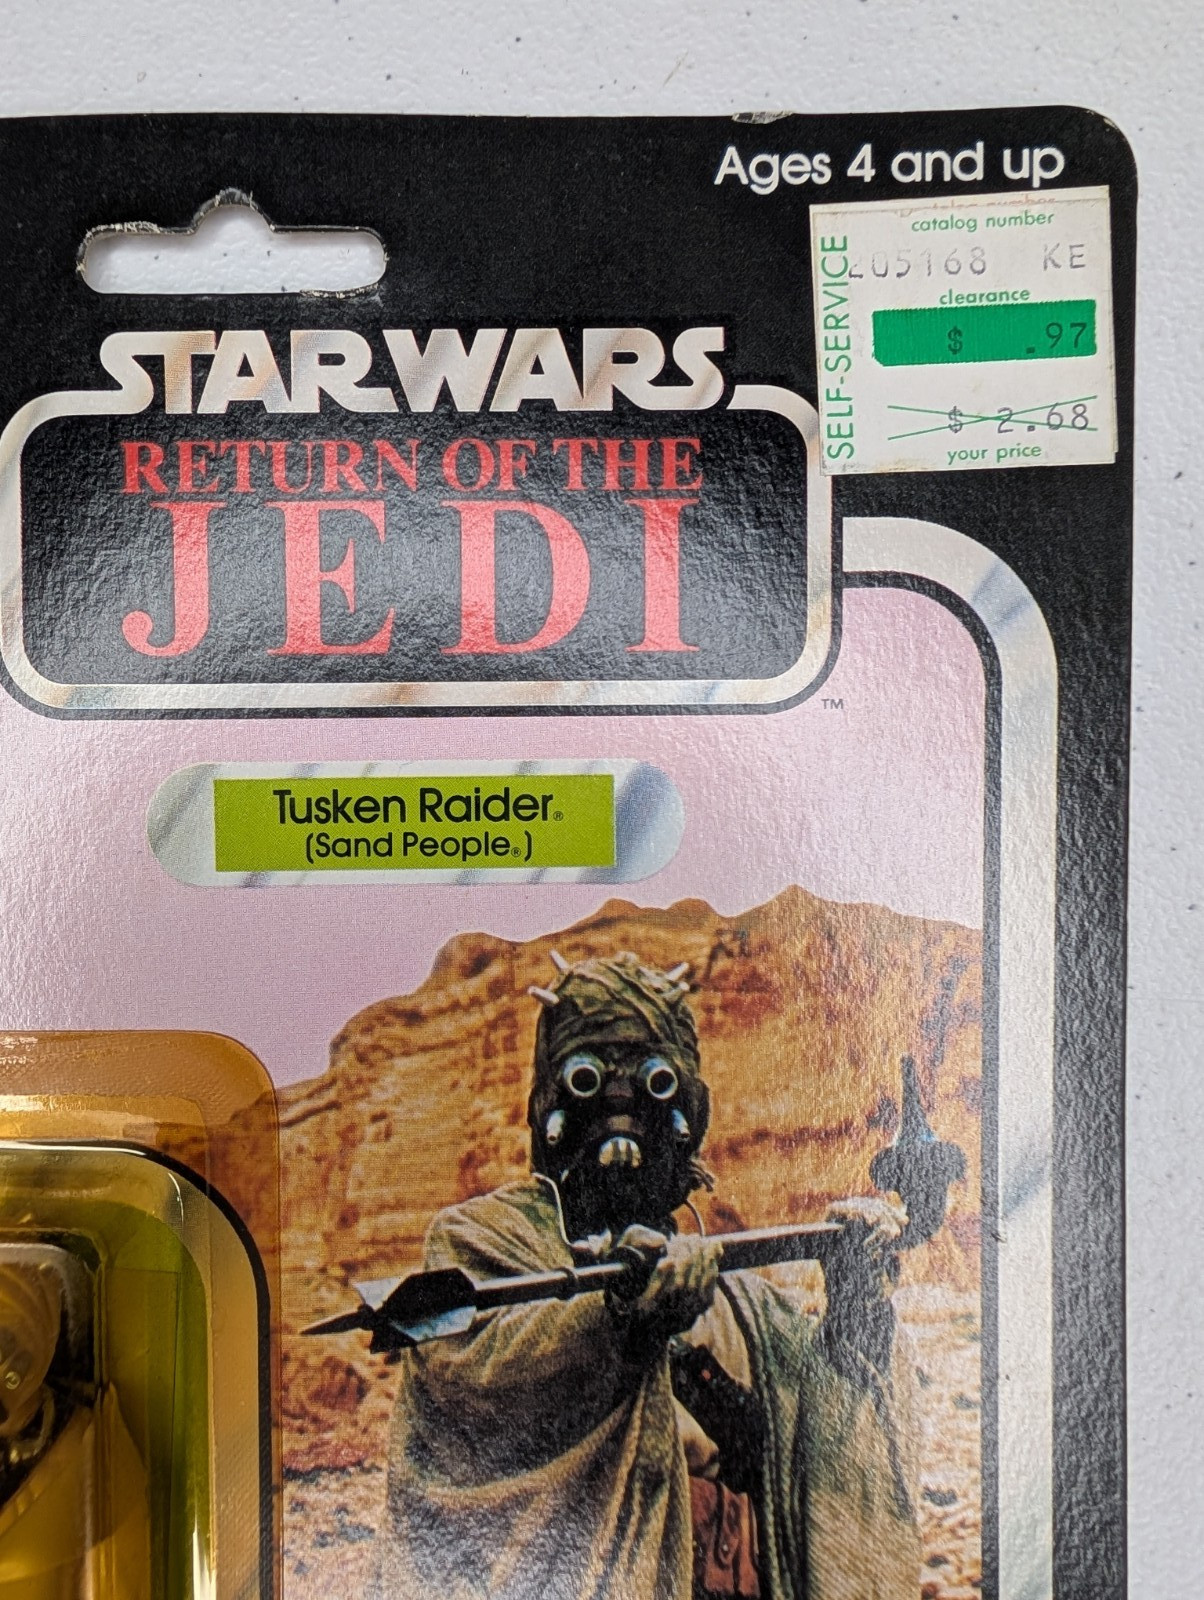 Ages 4 and up
catalog number
205168 KE
clearance
$ .97
$ 2.68
your price
SELF-SERVICE
STAR WARS
RETURN OF THE
JEDI
TM
Tusken Raider®
(Sand People®)